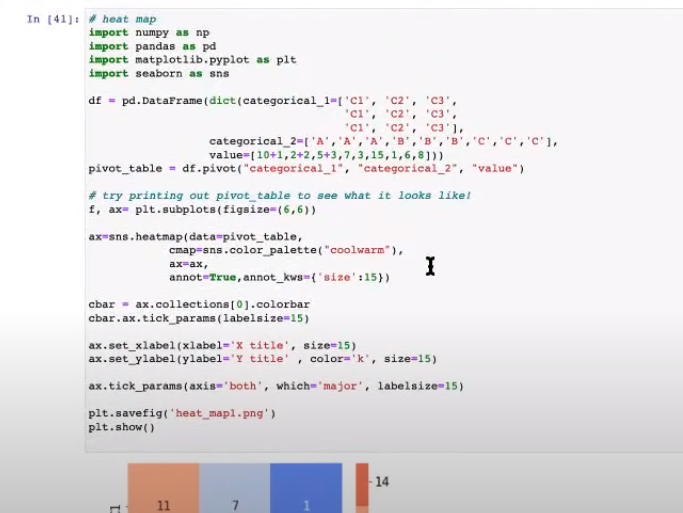 In [41]: # heat map
import numpy as np
import pandas as pd
import matplotlib.pyplot as plt
import seaborn as sns
df = pd.DataFrame(dict(categorical_1=['C1', 'C2', 'C3',
'C1', 'C2', 'C3',
'C1', 'C2', 'C3'],
categorical_2=['A','A','A','B','B','B','C','C','C'],
value=[10+1,2+2,5+3,7,3,15,1,6,8]))
pivot_table = df.pivot("categorical_1", "categorical_2", "value")
# try printing out pivot_table to see what it looks like!
f, ax= plt.subplots(figsize=(6,6))
ax=sns.heatmap(data=pivot_table,
cmap=sns.color_palette("coolwarm"),
ax=ax,
annot=True,annot_kws={'size':15})
cbar = ax.collections[0].colorbar
cbar.ax.tick_params(labelsize=15)
ax.set_xlabel(xlabel='X title', size=15)
ax.set_ylabel(ylabel='Y title' , color='k', size=15)
ax.tick_params(axis='both', which='major', labelsize=15)
plt.savefig('heat_map1.png')
plt.show()
14
11 7 1